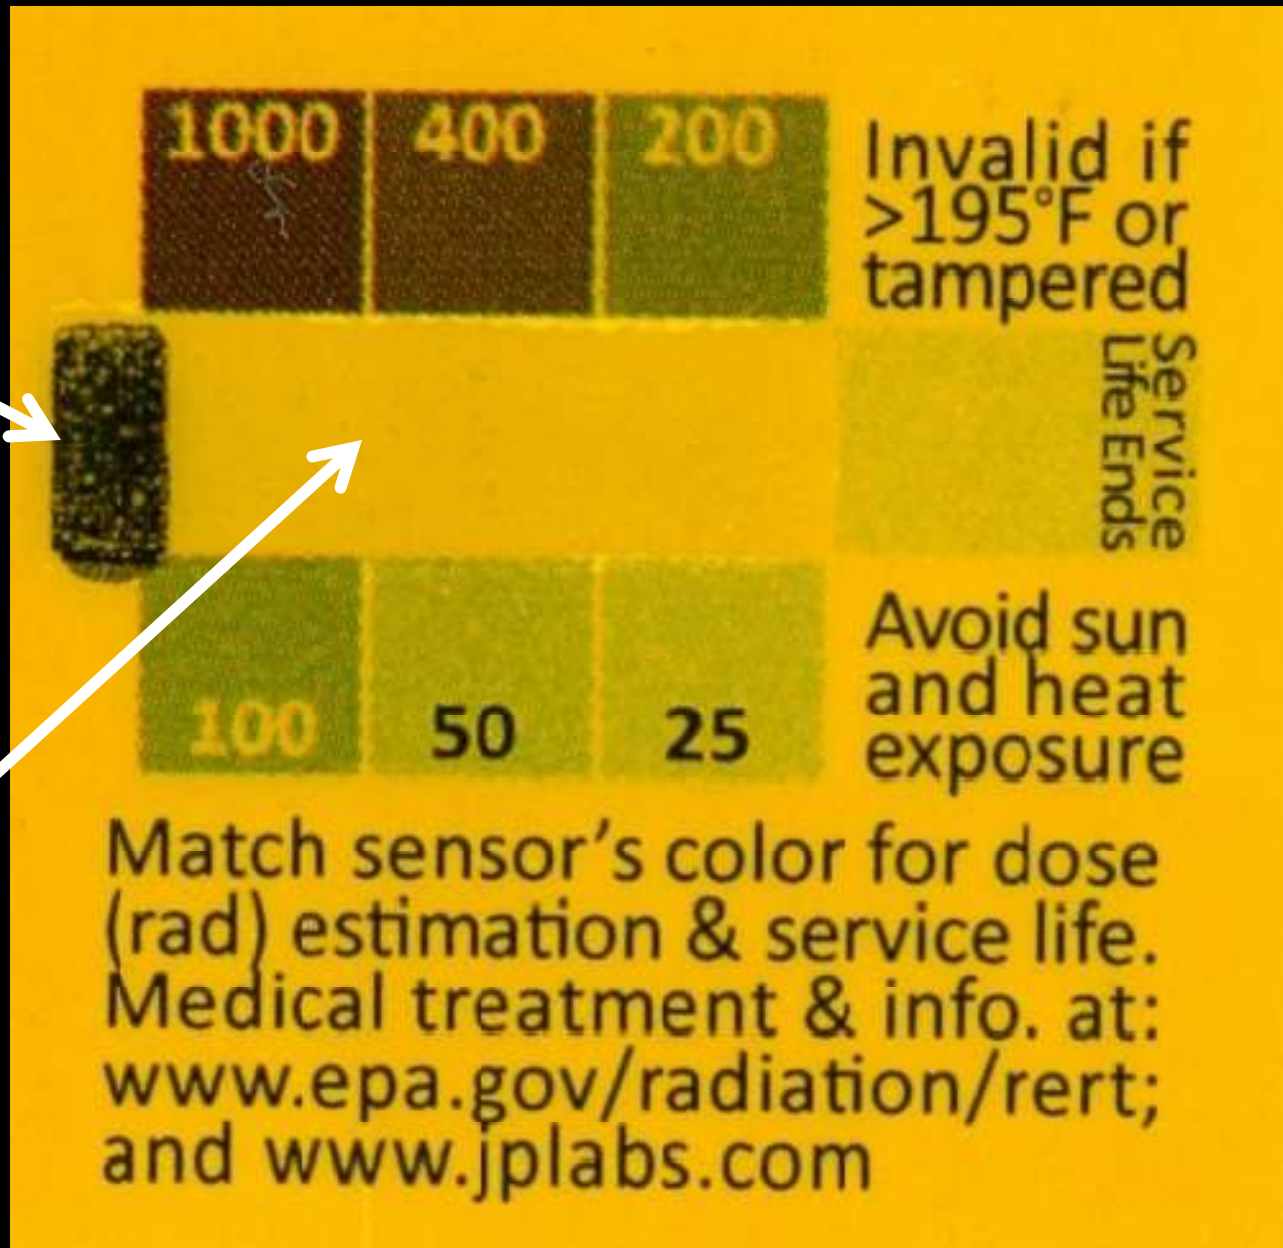 1000 400 200
Invalid if
>195°F or
tampered
Service
Life Ends
100 50 25
Avoid sun
and heat
exposure
Match sensor's color for dose
(rad) estimation & service life.
Medical treatment & info. at:
www.epa.gov/radiation/rert;
and www.jplabs.com